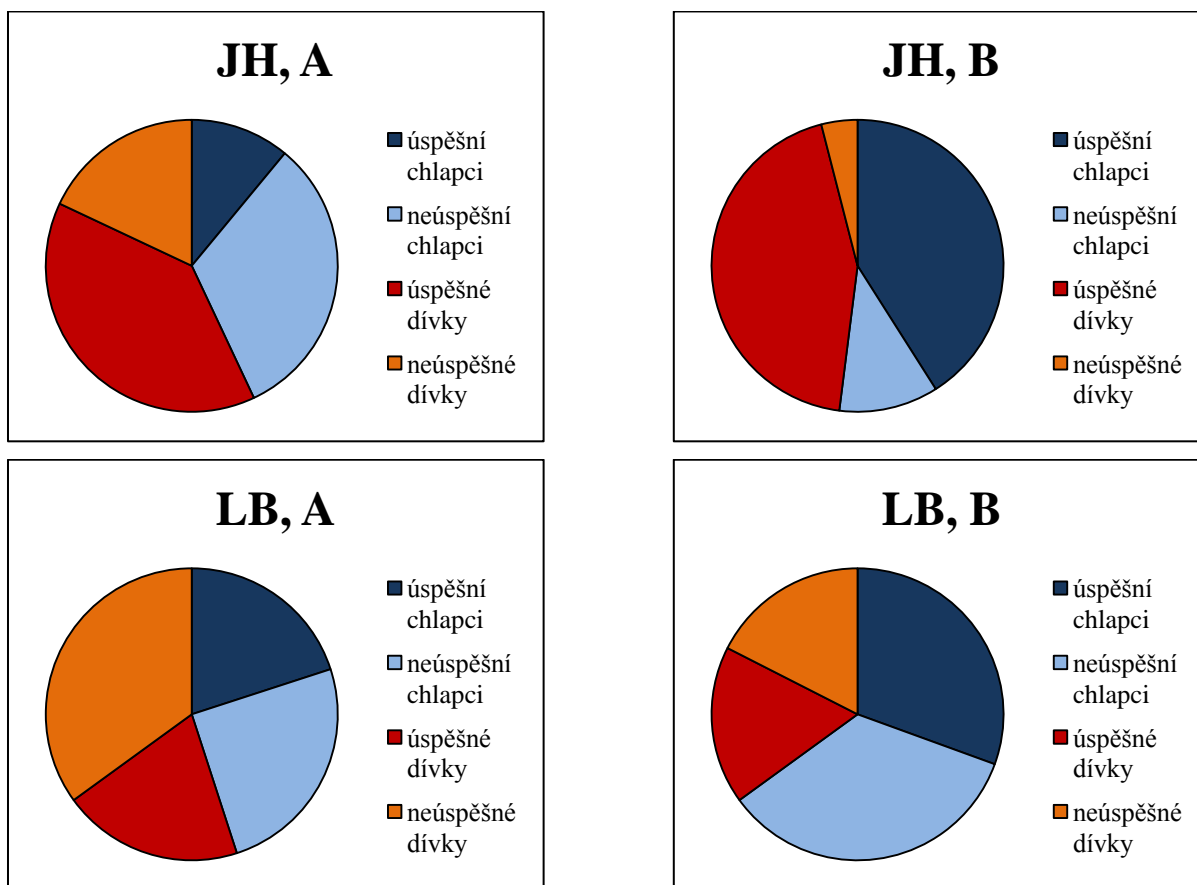 JH, A
úspěšní
chlapci
neúspěšní
chlapci
úspěšné
dívky
neúspěšné
dívky
JH, B
úspěšní
chlapci
neúspěšní
chlapci
úspěšné
dívky
neúspěšné
dívky
LB, A
úspěšní
chlapci
neúspěšní
chlapci
úspěšné
dívky
neúspěšné
dívky
LB, B
úspěšní
chlapci
neúspěšní
chlapci
úspěšné
dívky
neúspěšné
dívky